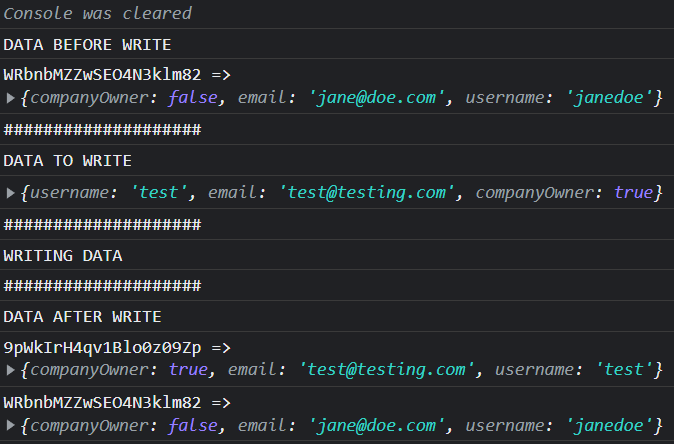 Console was cleared
DATA BEFORE WRITE
WRbnbMZZwSEO4N3klm82 =>
{companyOwner: false, email: 'jane@doe.com', username: 'janedoe'}
####################
DATA TO WRITE
{username: 'test', email: 'test@testing.com', companyOwner: true}
####################
WRITING DATA
####################
DATA AFTER WRITE
9pWkIrH4qv1Blo0z09Zp =>
{companyOwner: true, email: 'test@testing.com', username: 'test'}
WRbnbMZZwSEO4N3klm82 =>
{companyOwner: false, email: 'jane@doe.com', username: 'janedoe'}